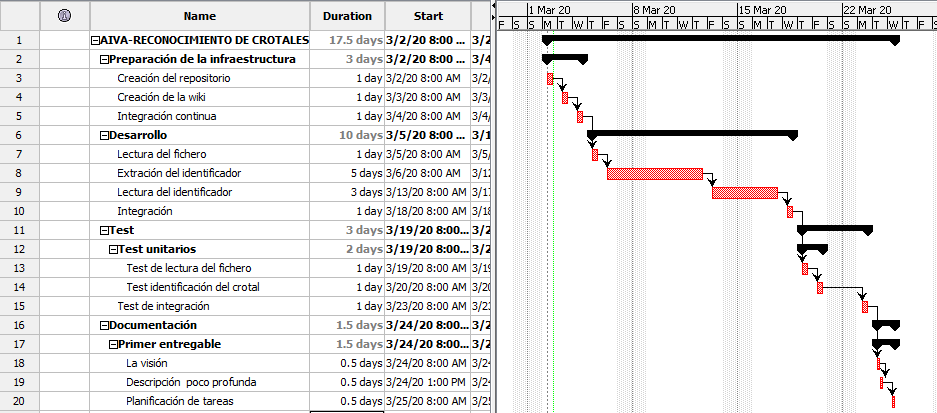 Name Duration Start
1 Mar 20 8 Mar 20 15 Mar 20 22 Mar 20
F S S M T W T F S S M T W T F S S M T W T F S S M T W T F S
1 AIVA-RECONOCIMIENTO DE CROTALES 17.5 days 3/2/20 8:00 ... 3/2
2 Preparación de la infraestructura 3 days 3/2/20 8:00 ... 3/4
3 Creación del repositorio 1 day 3/2/20 8:00 AM 3/2/
4 Creación de la wiki 1 day 3/3/20 8:00 AM 3/3/
5 Integración continua 1 day 3/4/20 8:00 AM 3/4/
6 Desarrollo 10 days 3/5/20 8:00 ... 3/1
7 Lectura del fichero 1 day 3/5/20 8:00 AM 3/5/
8 Extración del identificador 5 days 3/6/20 8:00 AM 3/12
9 Lectura del identificador 3 days 3/13/20 8:00 AM 3/17
10 Integración 1 day 3/18/20 8:00 AM 3/18
11 Test 3 days 3/19/20 8:00... 3/2
12 Test unitarios 2 days 3/19/20 8:00... 3/2
13 Test de lectura del fichero 1 day 3/19/20 8:00 AM 3/19
14 Test identificación del crotal 1 day 3/20/20 8:00 AM 3/20
15 Test de integración 1 day 3/23/20 8:00 AM 3/23
16 Documentación 1.5 days 3/24/20 8:00... 3/2
17 Primer entregable 1.5 days 3/24/20 8:00... 3/2
18 La visión 0.5 days 3/24/20 8:00 AM 3/24
19 Descripción poco profunda 0.5 days 3/24/20 1:00 PM 3/24
20 Planificación de tareas 0.5 days 3/25/20 8:00 AM 3/25